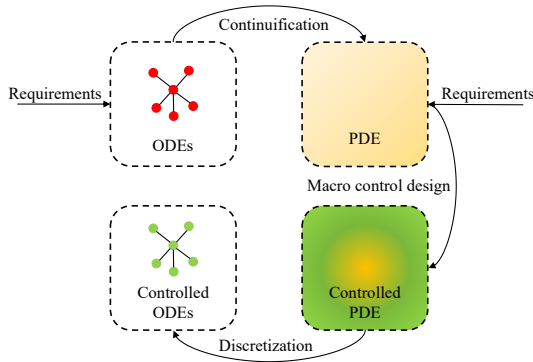 Continuification
Requirements
Requirements
ODEs
PDE
Macro control design
Controlled
ODEs
Controlled
PDE
Discretization